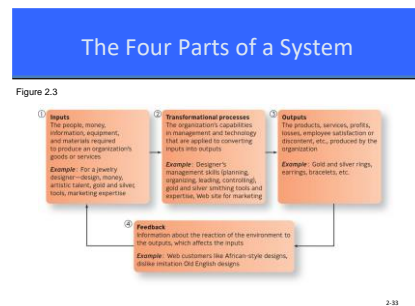 The Four Parts of a System
Figure 2.3
① Inputs
The people, money,
information, equipment,
and materials required
to produce an organization's
goods or services
Example: For a jewelry
designer—design, money,
artistic talent, gold and silver,
tools, marketing expertise
② Transformational processes
The organization's capabilities
in management and technology
that are applied to converting
inputs into outputs
Example: Designer's
management skills (planning,
organizing, leading, controlling),
gold and silver smithing tools and
expertise, Web site for marketing
③ Outputs
The products, services, profits,
losses, employee satisfaction or
discontent, etc., produced by the
organization
Example: Gold and silver rings,
earrings, bracelets, etc.
④ Feedback
Information about the reaction of the environment to
the outputs, which affects the inputs
Example: Web customers like African-style designs,
dislike imitation Old English designs
2-33